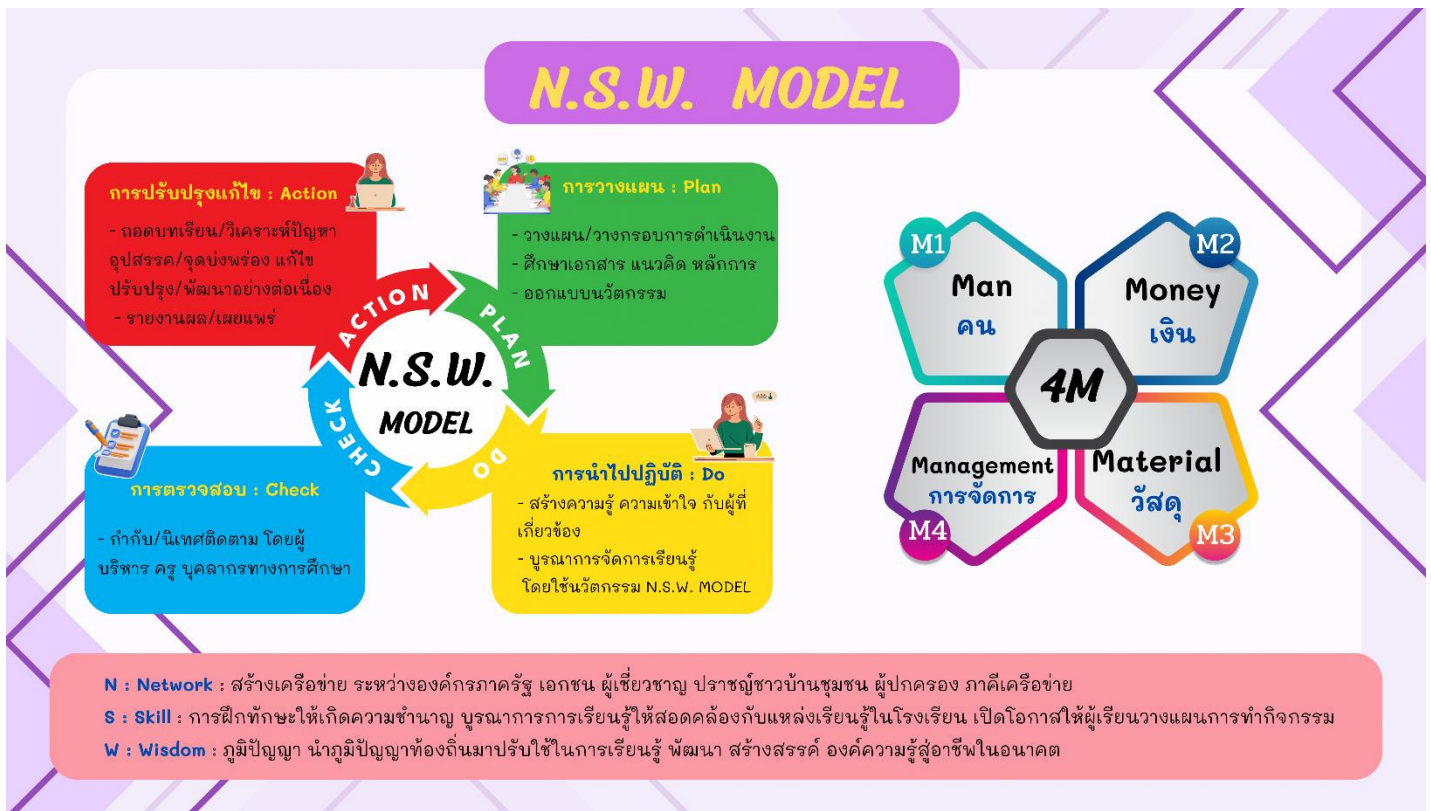 N.S.W. MODEL
การปรับปรุงแก้ไข : Action
- ถอดบทเรียน/วิเคราะห์ปัญหา
อุปสรรค/จุดบ่งพร่อง แก้ไข
ปรับปรุง/พัฒนาอย่างต่อเนื่อง
- รายงานผล/เผยแพร่
การวางแผน : Plan
- วางแผน/วางกรอบการดำเนินงาน
- ศึกษาเอกสาร แนวคิด หลักการ
- ออกแบบนวัตกรรม
ACTION
PLAN
DO
CHECK
N.S.W.
MODEL
การตรวจสอบ : Check
- กำกับ/นิเทศติดตาม โดยผู้
บริหาร ครู บุคลากรทางการศึกษา
การนำไปปฏิบัติ : Do
- สร้างความรู้ ความเข้าใจ กับผู้ที่
เกี่ยวข้อง
- บูรณาการจัดการเรียนรู้
โดยใช้นวัตกรรม N.S.W. MODEL
M1
Man
คน
M2
Money
เงิน
4M
Management
การจัดการ
M4
Material
วัสดุ
M3
N : Network : สร้างเครือข่าย ระหว่างองค์กรภาครัฐ เอกชน ผู้เชี่ยวชาญ ปราชญ์ชาวบ้านชุมชน ผู้ปกครอง ภาคีเครือข่าย
S : Skill : การฝึกทักษะให้เกิดความชำนาญ บูรณาการการเรียนรู้ให้สอดคล้องกับแหล่งเรียนรู้ในโรงเรียน เปิดโอกาสให้ผู้เรียนวางแผนการทำกิจกรรม
W : Wisdom : ภูมิปัญญา นำภูมิปัญญาท้องถิ่นมาปรับใช้ในการเรียนรู้ พัฒนา สร้างสรรค์ องค์ความรู้สู่อาชีพในอนาคต